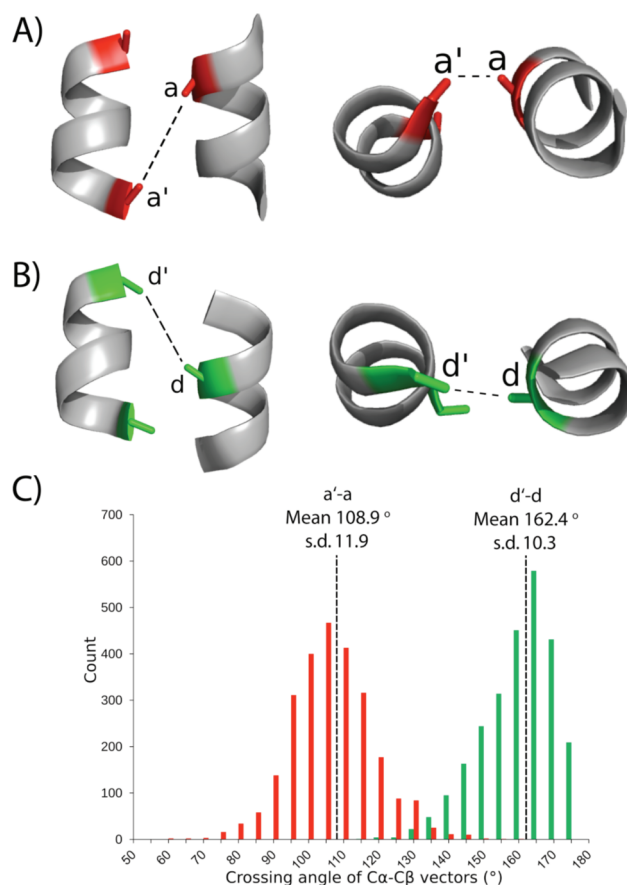 A)
a
a'
a'
a
B)
d'
d
d'
d
C)
a'-a
Mean 108.9 °
s.d. 11.9
d'-d
Mean 162.4 °
s.d. 10.3
700
600
500
400
300
200
100
0
Count
50 60 70 80 90 100 110 120 130 140 150 160 170 180
Crossing angle of Cα-Cβ vectors (°)